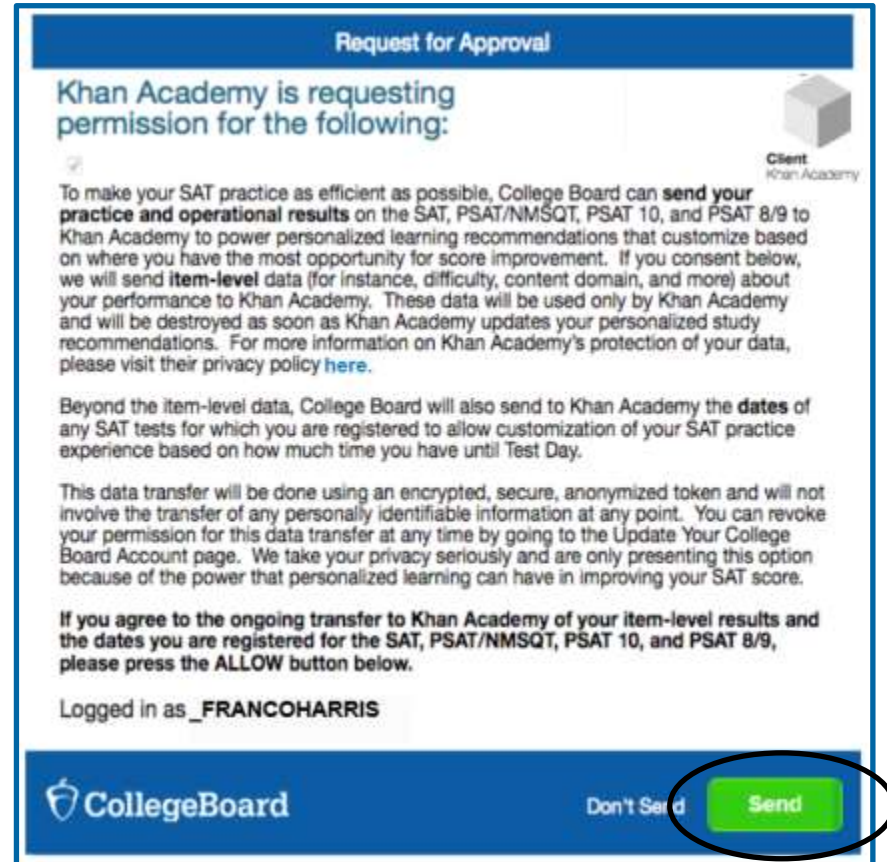 Request for Approval
Khan Academy is requesting
permission for the following:
Client
Khan Academy
To make your SAT practice as efficient as possible, College Board can send your
practice and operational results on the SAT, PSAT/NMSQT, PSAT 10, and PSAT 8/9 to
Khan Academy to power personalized learning recommendations that customize based
on where you have the most opportunity for score improvement. If you consent below,
we will send item-level data (for instance, difficulty, content domain, and more) about
your performance to Khan Academy. These data will be used only by Khan Academy
and will be destroyed as soon as Khan Academy updates your personalized study
recommendations. For more information on Khan Academy's protection of your data,
please visit their privacy policy here.
Beyond the item-level data, College Board will also send to Khan Academy the dates of
any SAT tests for which you are registered to allow customization of your SAT practice
experience based on how much time you have until Test Day.
This data transfer will be done using an encrypted, secure, anonymized token and will not
involve the transfer of any personally identifiable information at any point. You can revoke
your permission for this data transfer at any time by going to the Update Your College
Board Account page. We take your privacy seriously and are only presenting this option
because of the power that personalized learning can have in improving your SAT score.
If you agree to the ongoing transfer to Khan Academy of your item-level results and
the dates you are registered for the SAT, PSAT/NMSQT, PSAT 10, and PSAT 8/9,
please press the ALLOW button below.
Logged in as _FRANCOHARRIS
CollegeBoard
Don't Send
Send